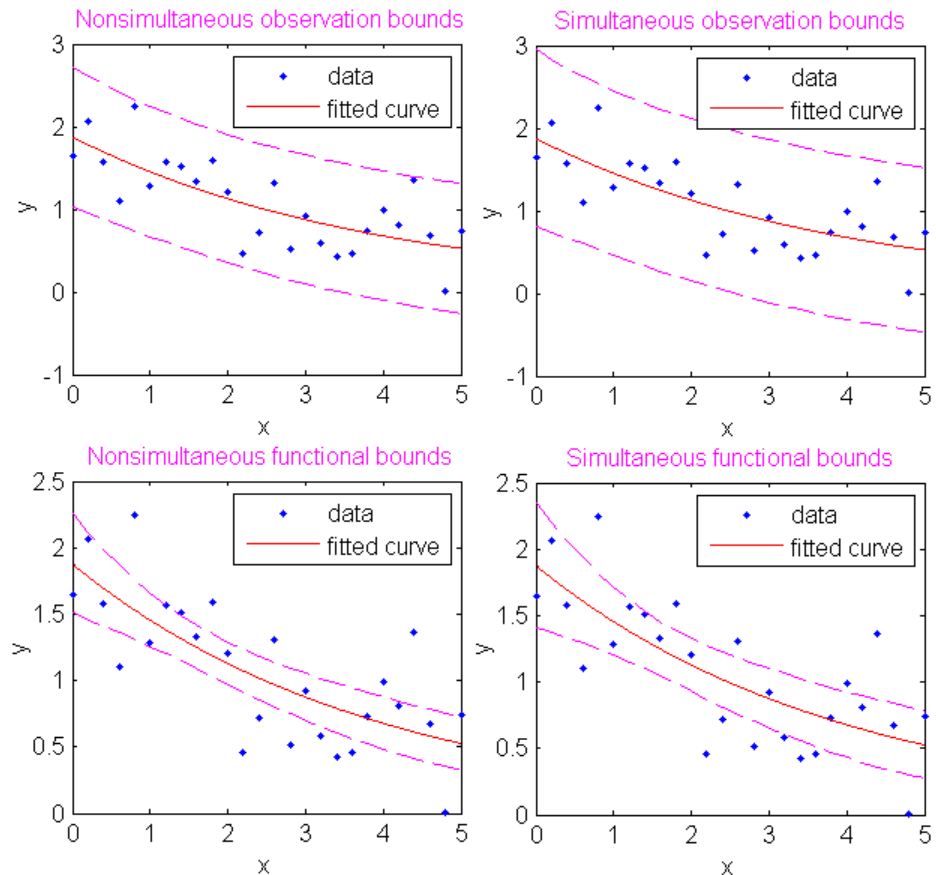 Nonsimultaneous observation bounds
3
2
1
0
-1
y
data
fitted curve
0 1 2 3 4 5
x
Simultaneous observation bounds
3
2
1
0
-1
y
data
fitted curve
0 1 2 3 4 5
x
Nonsimultaneous functional bounds
2.5
2
1.5
1
0.5
0
y
data
fitted curve
0 1 2 3 4 5
x
Simultaneous functional bounds
2.5
2
1.5
1
0.5
0
y
data
fitted curve
0 1 2 3 4 5
x